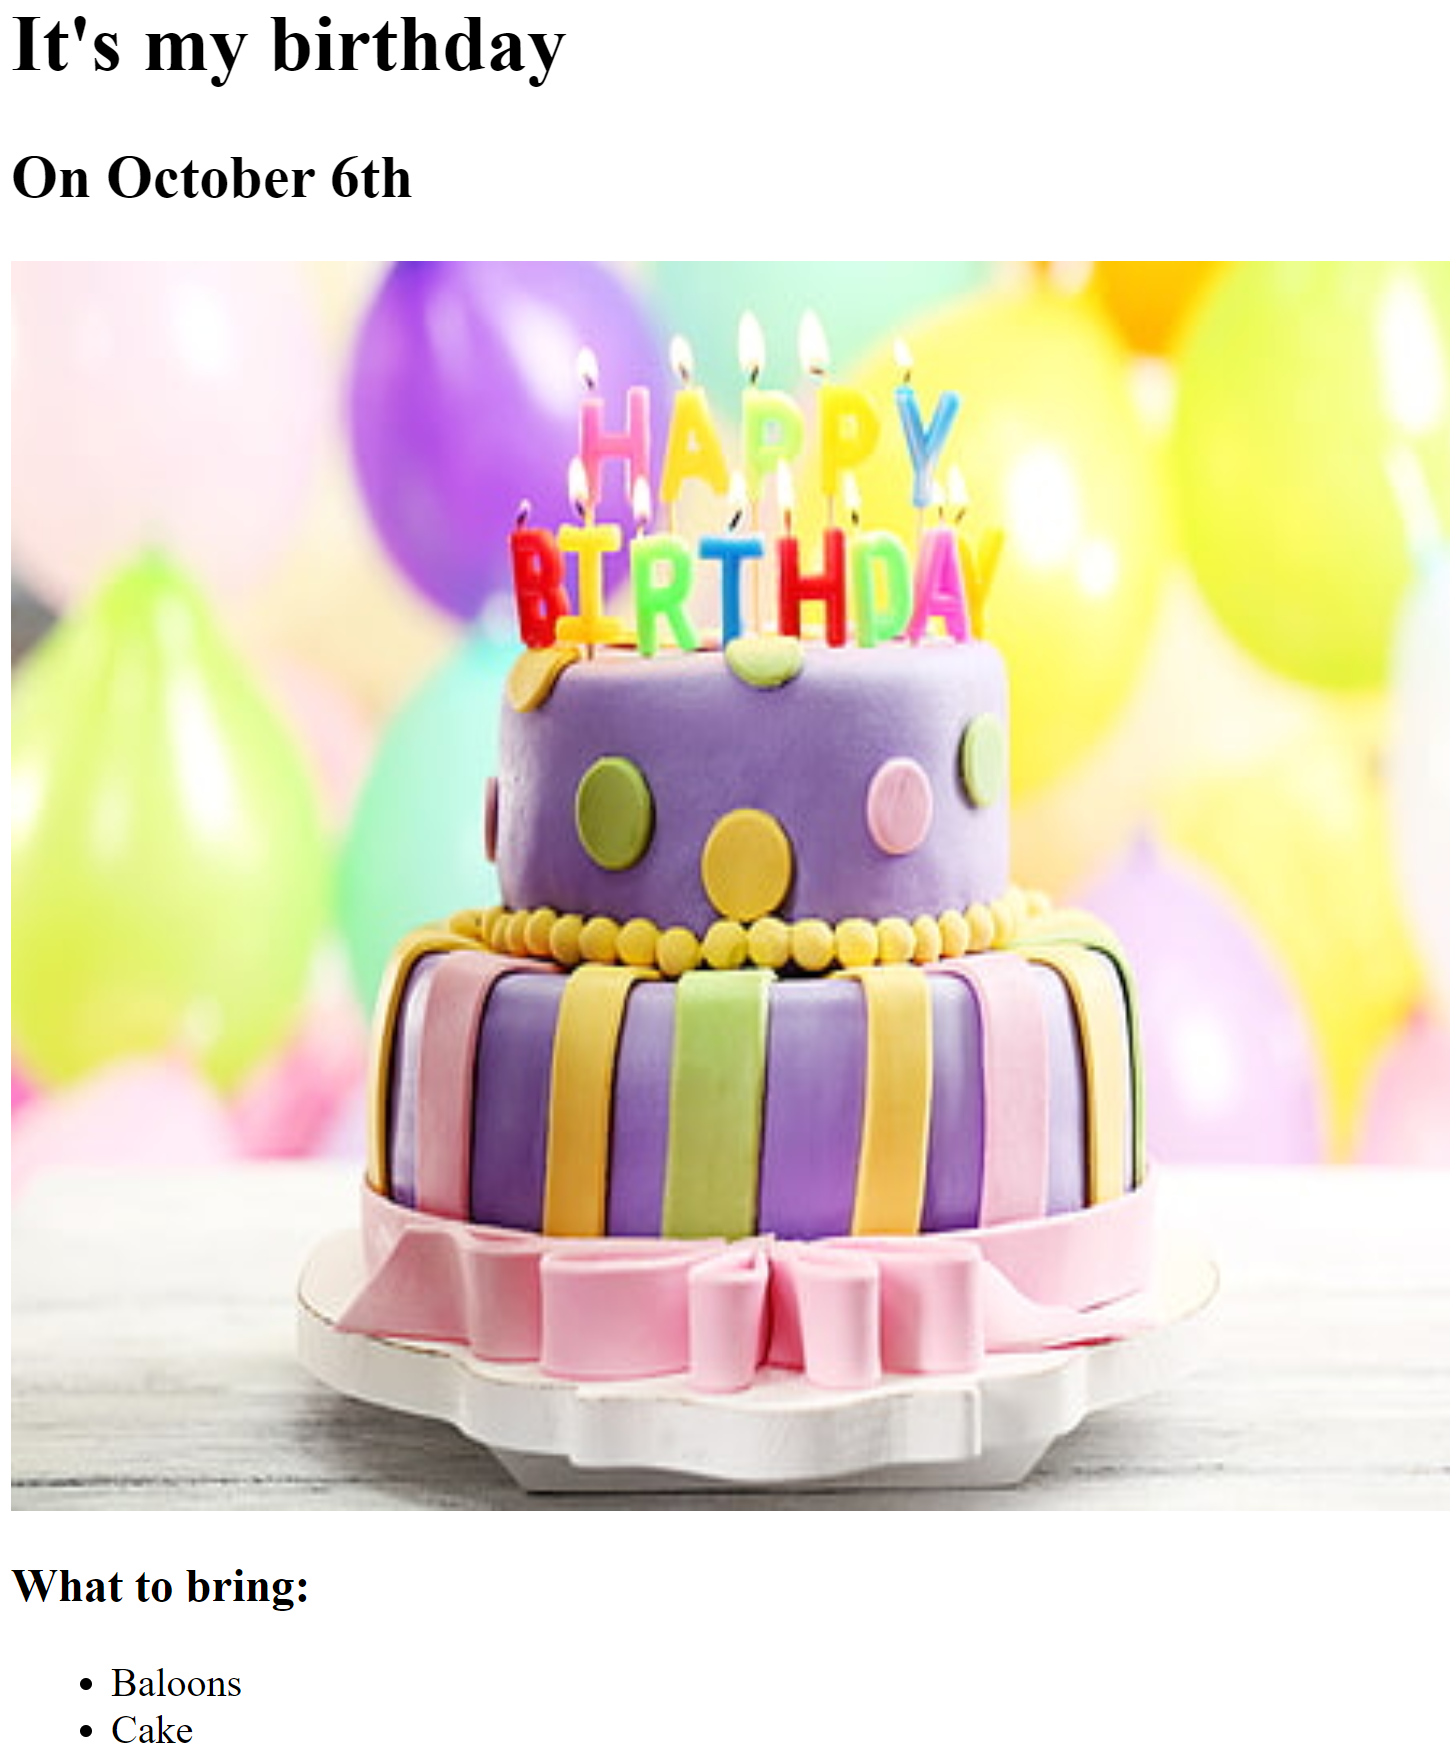 It's my birthday
On October 6th
HAPPY
BIRTHDAY
What to bring:
Baloons
Cake